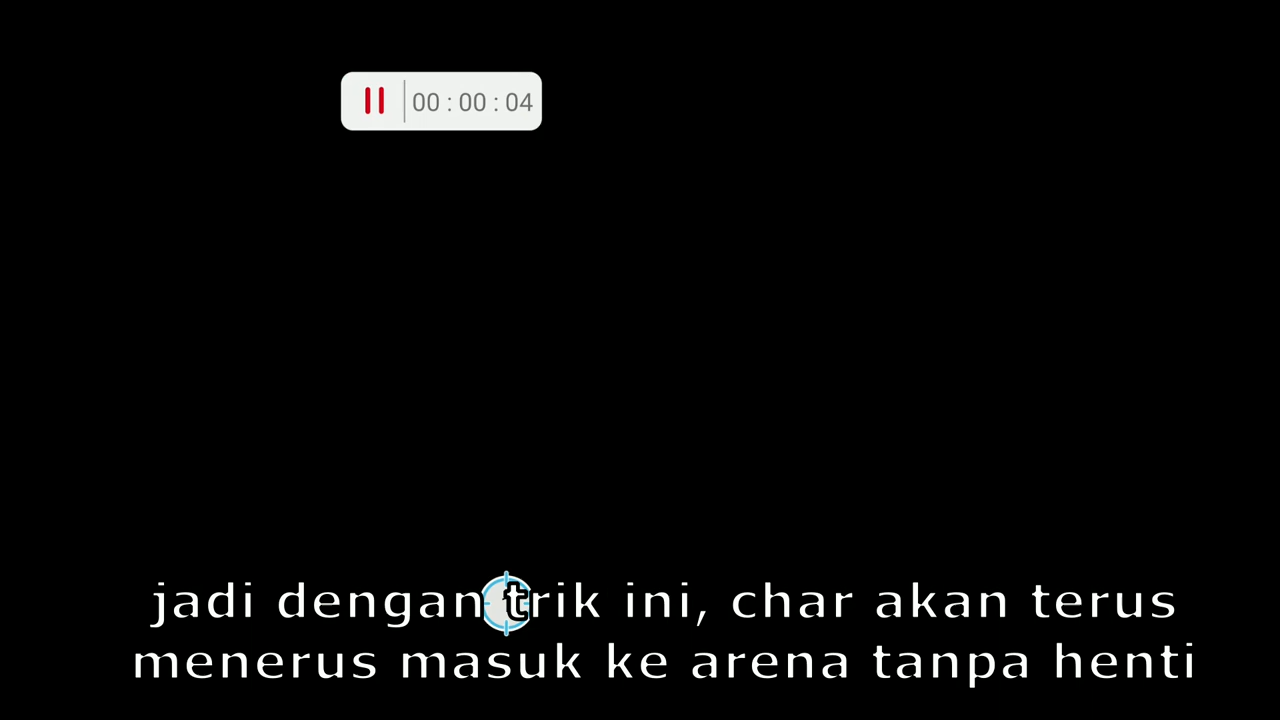 00 : 00 : 04
jadi dengan trik ini, char akan terus
menerus masuk ke arena tanpa henti